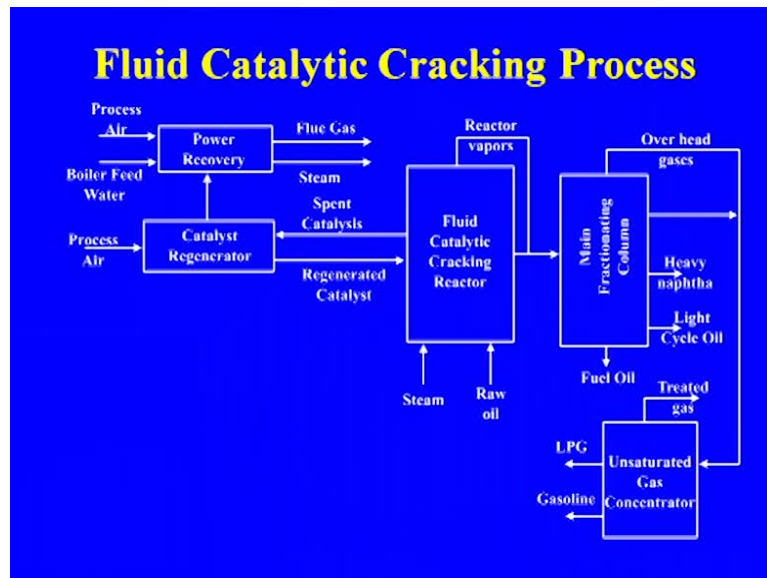 Fluid Catalytic Cracking Process
Process
Air
Power
Recovery
Flue Gas
Boiler Feed
Water
Steam
Reactor
vapors
Over head
gases
Spent
Catalysis
Process
Air
Catalyst
Regenerator
Regenerated
Catalyst
Fluid
Catalytic
Cracking
Reactor
Main
Fractionating
Column
Heavy
naphtha
Light
Cycle Oil
Fuel Oil
Steam
Raw
oil
Treated
gas
LPG
Gasoline
Unsaturated
Gas
Concentrator